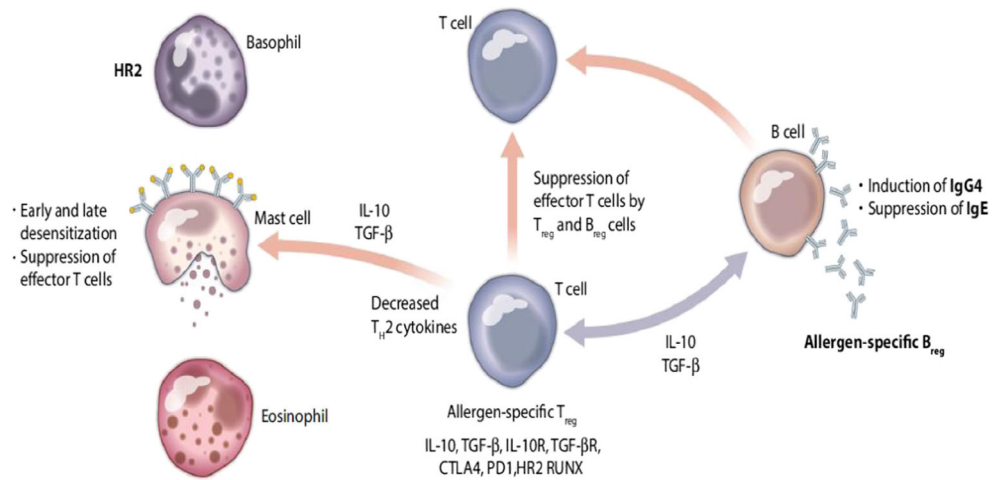 HR2
Basophil
T cell
· Early and late
desensitization
· Suppression of
effector T cells
Mast cell
IL-10
TGF-β
Suppression of
effector T cells by
Treg and Breg cells
B cell
• Induction of IgG4
• Suppression of IgE
Decreased
TH2 cytokines
T cell
IL-10
TGF-β
Allergen-specific Breg
Eosinophil
Allergen-specific Treg
IL-10, TGF-β, IL-10R, TGF-βR,
CTLA4, PD1,HR2 RUNX